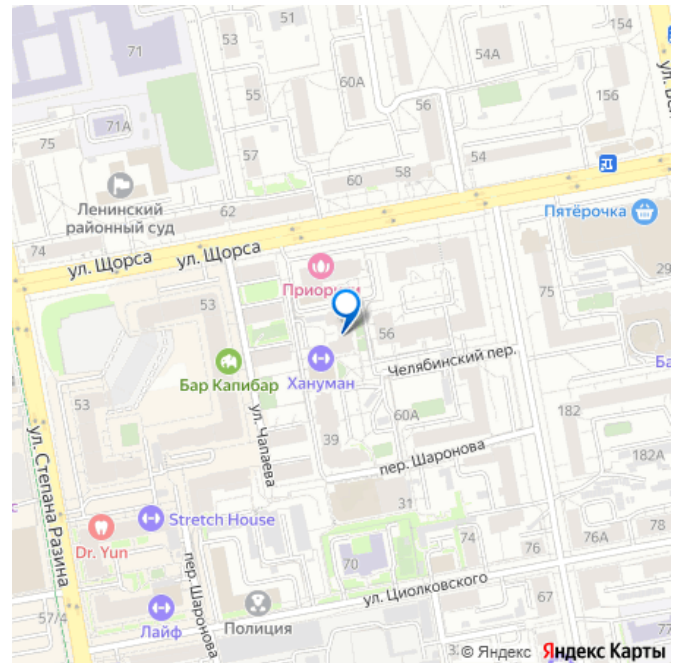 51
53
154
71
54А
60А
55
56
156
71А
75
57
54
58
60
Ленинский
районный суд
62
Пятёрочка
74
ул. Щорса
ул. Щорса
29
Приори
75
53
56
Челябинский пер.
Ба
Бар Капибар
Хануман
53
182
60А
ул. Чапаева
39
ул. Степана Разина
пер. Шаронова
182А
31
с
Stretch House
78
76А
74
76
Dr. Yun
70
пер. Шаронова
ул. Циолковского
67
57/4
Лайф
Полиция
77
© Яндекс Яндекс Карты